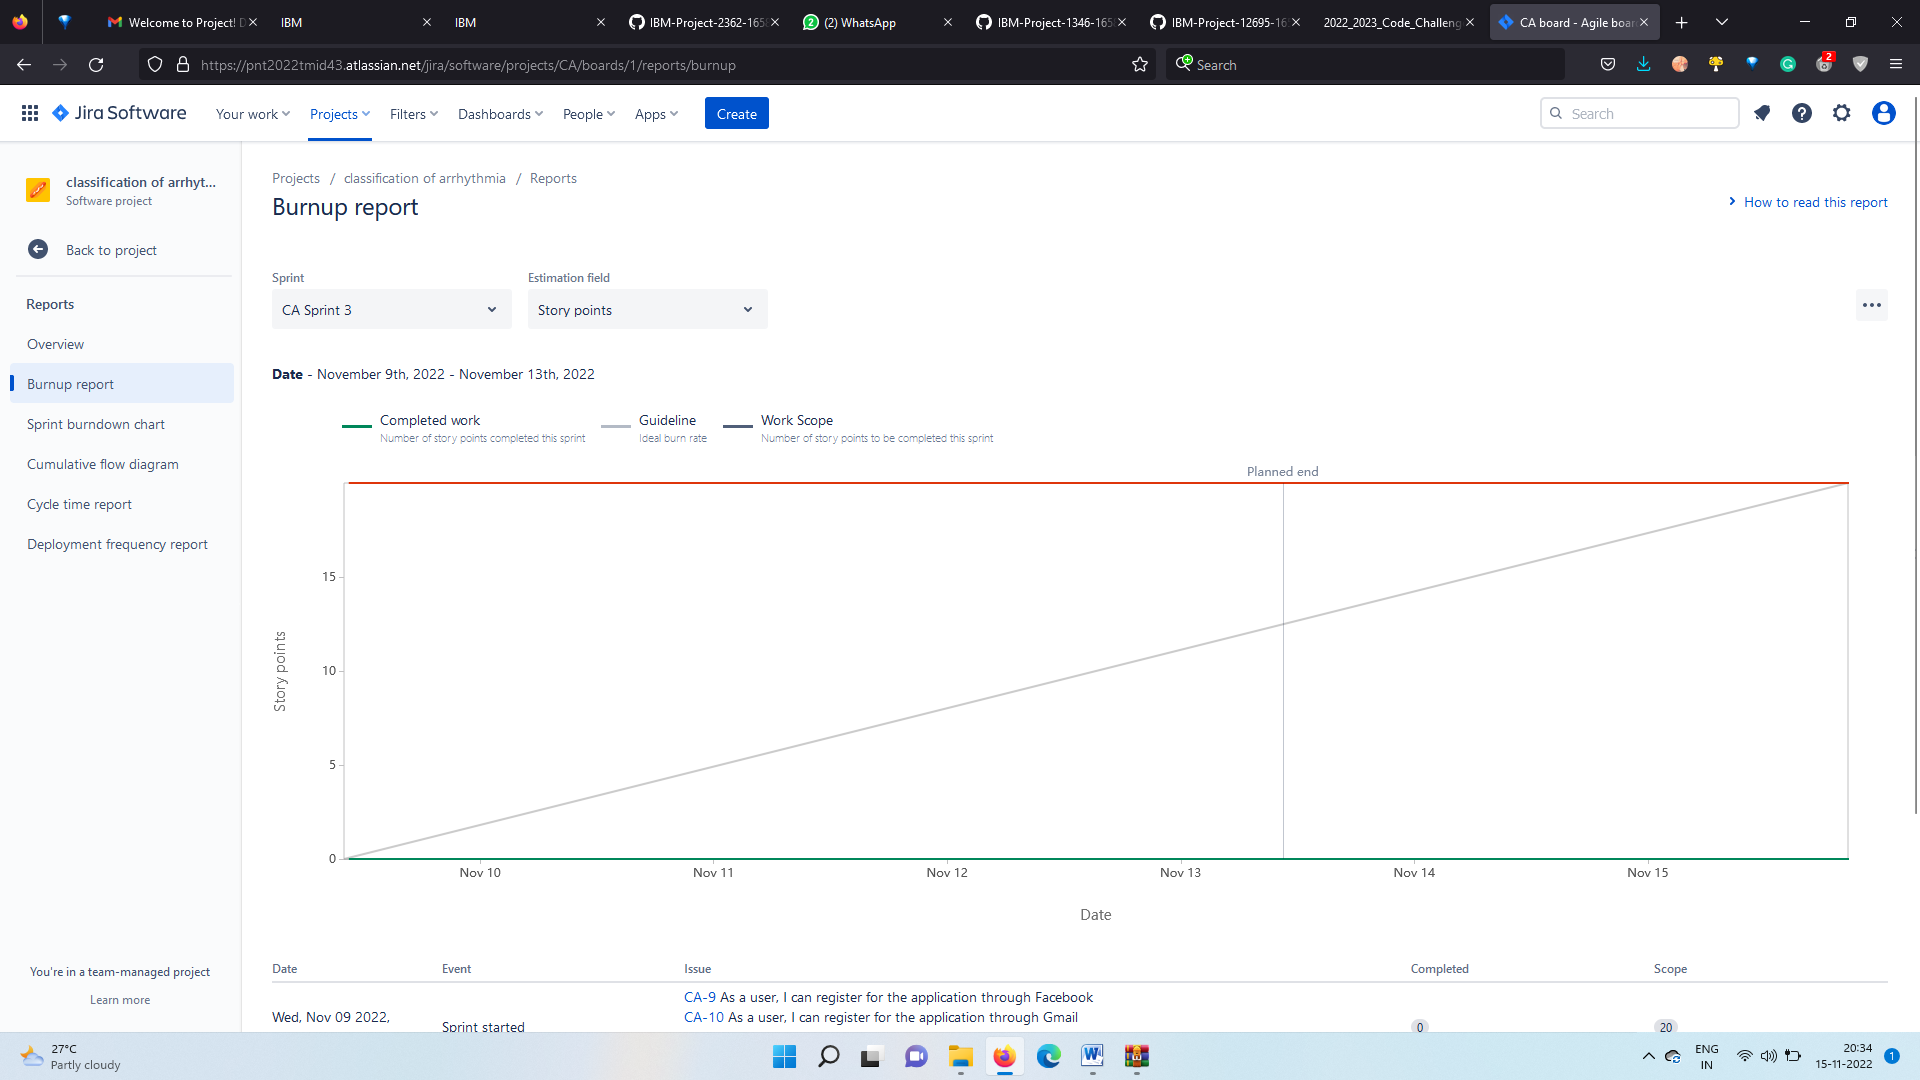 Welcome to Project! D
IBM
IBM
IBM-Project-2362-1658
(2) WhatsApp
IBM-Project-1346-1658
IBM-Project-12695-16
2022_2023_Code_Challeng
CA board - Agile boar
https://pnt2022tmid43.atlassian.net/jira/software/projects/CA/boards/1/reports/burnup
Search
2
Jira Software
Your work
Projects
Filters
Dashboards
People
Apps
Create
Search
classification of arrhyt...
Software project
Back to project
Reports
Overview
Burnup report
Sprint burndown chart
Cumulative flow diagram
Cycle time report
Deployment frequency report
You're in a team-managed project
Learn more
Projects / classification of arrhythmia / Reports
Burnup report
How to read this report
Sprint
Estimation field
CA Sprint 3
Story points
Date - November 9th, 2022 - November 13th, 2022
Completed work
Number of story points completed this sprint
Guideline
Ideal burn rate
Work Scope
Number of story points to be completed this sprint
Planned end
15
10
5
0
Story points
Nov 10
Nov 11
Nov 12
Nov 13
Nov 14
Nov 15
Date
Date
Event
Issue
Completed
Scope
CA-9 As a user, I can register for the application through Facebook
Wed, Nov 09 2022,
Sprint started
CA-10 As a user, I can register for the application through Gmail
0
20
27°C
Partly cloudy
ENG
IN
20:34
15-11-2022
1